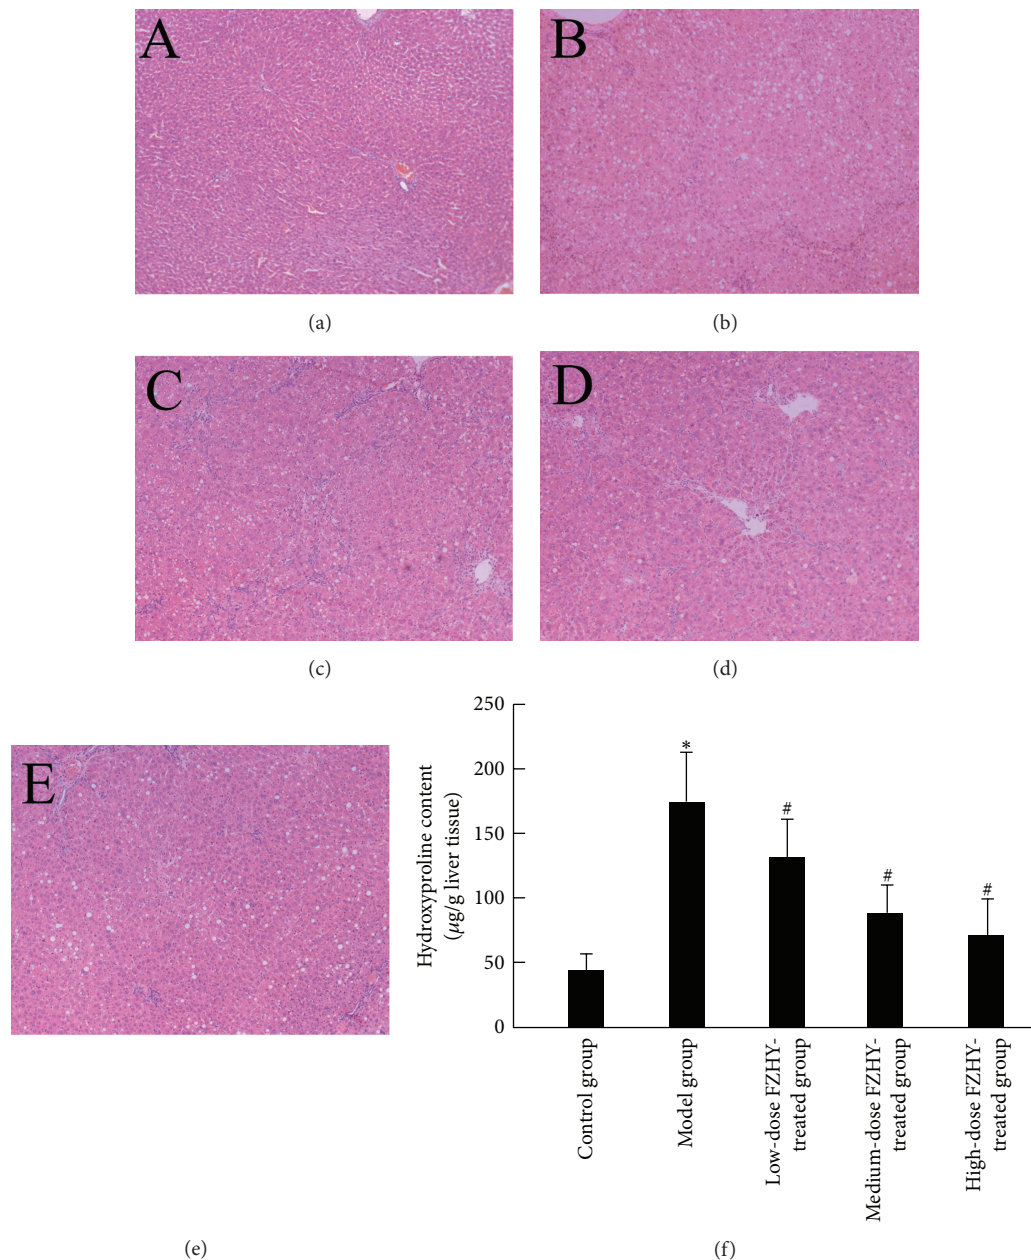 A
B
(a)
(b)
C
D
(c)
(d)
E
(e)
250
200
150
100
50
0
Hydroxyproline content
(μg/g liver tissue)
*
#
#
#
Control group
Model group
Low-dose FZHY-
treated group
Medium-dose FZHY-
treated group
High-dose FZHY-
treated group
(f)